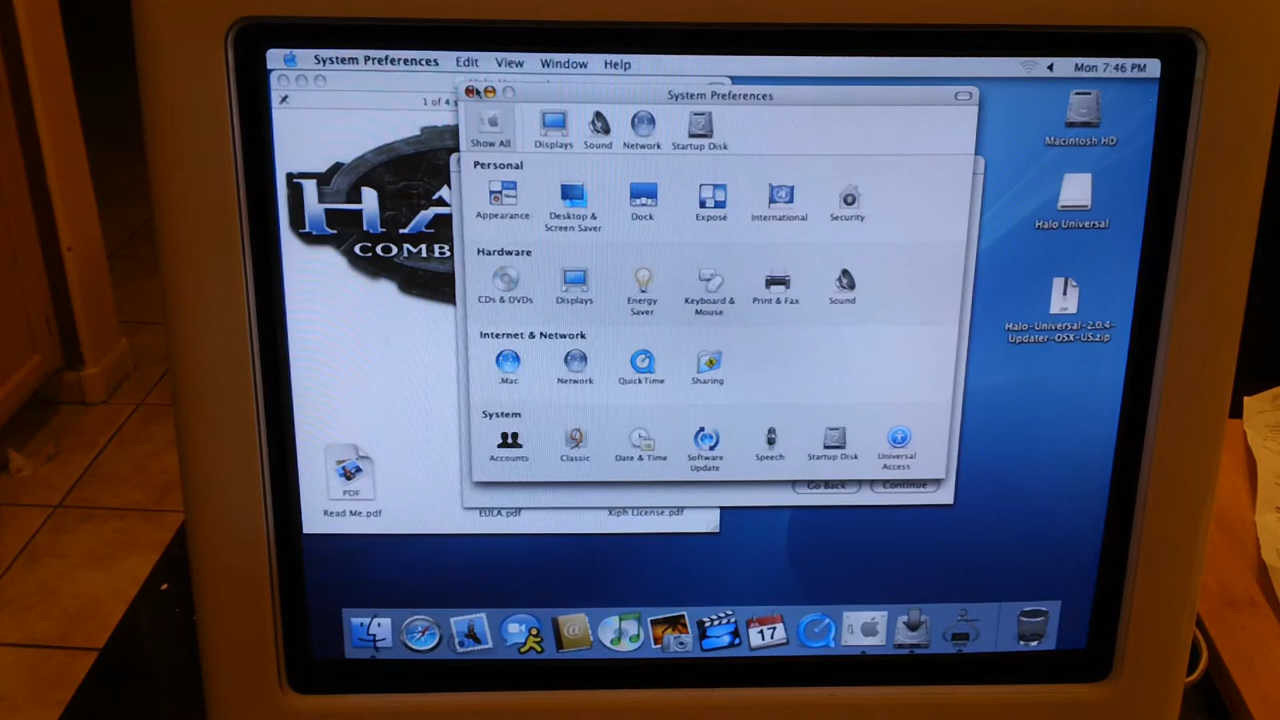 System Preferences Edit View Window Help
Mon 7:46 PM
System Preferences
1 of 4
Show All Displays Sound Network Startup Disk
Personal
Appearance Desktop & Dock Exposé International Security
Screen Saver
Hardware
CDs & DVDs Displays Energy Keyboard & Print & Fax Sound
Saver Mouse
Internet & Network
.Mac Network QuickTime Sharing
System
Accounts Classic Date & Time Software Speech Startup Disk Universal
Update Access
Go Back Continue
COMB
PDF
Read Me.pdf EULA.pdf Xiph License.pdf
Macintosh HD
Halo Universal
ZIP
Halo-Universal-2.0.4-
Updater-OSX-US.zip
17